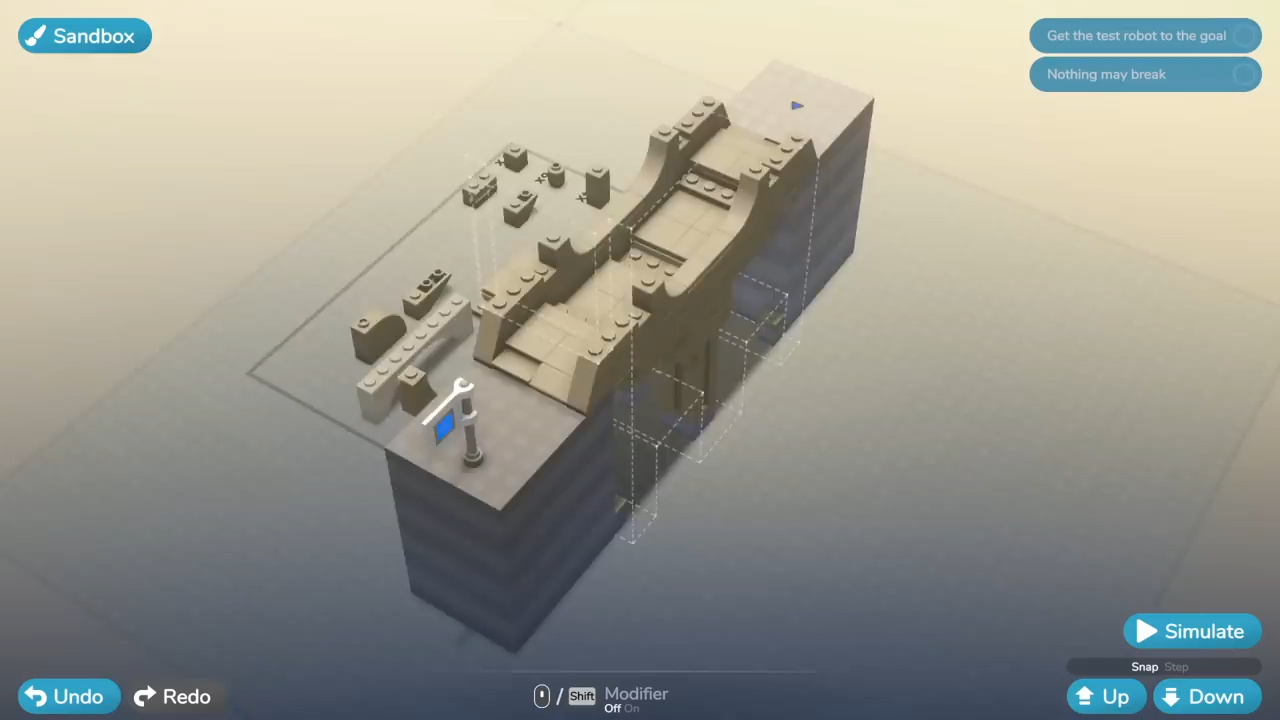 Sandbox
Get the test robot to the goal
Nothing may break
Simulate
Snap Step
Undo
Redo
/ Shift Modifier
Off On
Up
Down